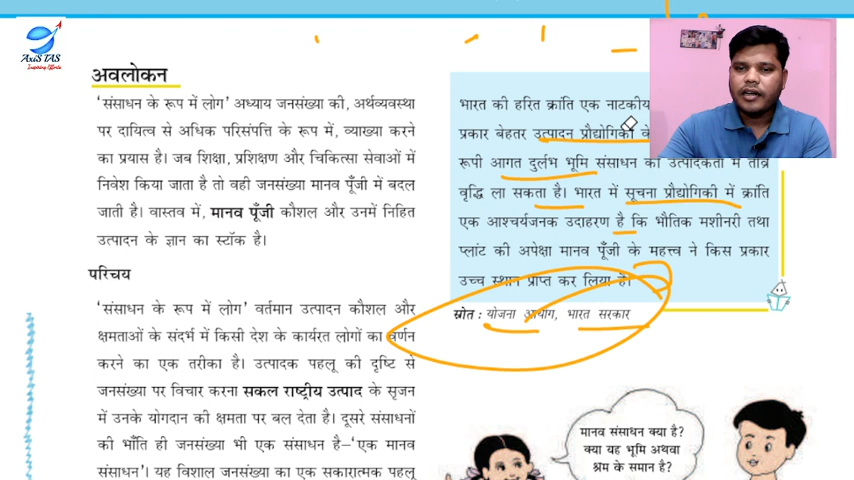 AxiS TAS
Inspiring Efforts
अवलोकन
'संसाधन के रूप में लोग' अध्याय जनसंख्या की, अर्थव्यवस्था
पर दायित्व से अधिक परिसंपत्ति के रूप में, व्याख्या करने
का प्रयास है। जब शिक्षा, प्रशिक्षण और चिकित्सा सेवाओं में
निवेश किया जाता है तो वही जनसंख्या मानव पूँजी में बदल
जाती है। वास्तव में, मानव पूँजी कौशल और उनमें निहित
उत्पादन के ज्ञान का स्टॉक है।
परिचय
'संसाधन के रूप में लोग' वर्तमान उत्पादन कौशल और
क्षमताओं के संदर्भ में किसी देश के कार्यरत लोगों का वर्णन
करने का एक तरीका है। उत्पादक पहलू की दृष्टि से
जनसंख्या पर विचार करना सकल राष्ट्रीय उत्पाद के सृजन
में उनके योगदान की क्षमता पर बल देता है। दूसरे संसाधनों
की भाँति ही जनसंख्या भी एक संसाधन है–'एक मानव
संसाधन'। यह विशाल जनसंख्या का एक सकारात्मक पहलू
भारत की हरित क्रांति एक नाटकीय
प्रकार बेहतर उत्पादन प्रौद्योगिकी के
रूपी आगत दुर्लभ भूमि संसाधन की उत्पादकता में तीव्र
वृद्धि ला सकता है। भारत में सूचना प्रौद्योगिकी में क्रांति
एक आश्चर्यजनक उदाहरण है कि भौतिक मशीनरी तथा
प्लांट की अपेक्षा मानव पूँजी के महत्त्व ने किस प्रकार
उच्च स्थान प्राप्त कर लिया है।
स्रोत : योजना आयोग, भारत सरकार
मानव संसाधन क्या है?
क्या यह भूमि अथवा
श्रम के समान है?